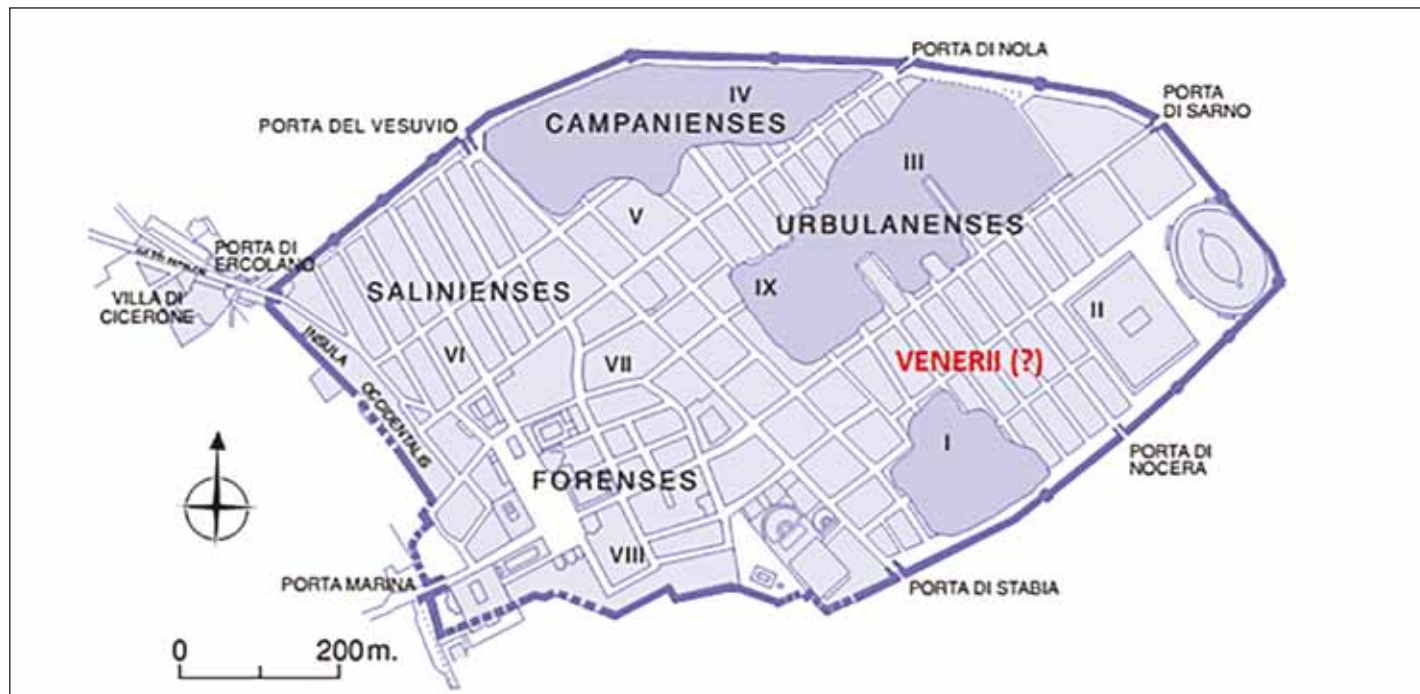 PORTA DI NOLA
IV
CAMPANIENSES
PORTA
DI SARNO
PORTA DEL VESUVIO
III
V
URBULANENSES
PORTA DI
ERCOLANO
SALINIENSES
IX
VILLA DI
CICERONE
II
INSULA
OCCIDENTALIS
VI
VII
VENERII (?)
I
PORTA DI
NOCERA
FORENSES
VIII
PORTA MARINA
PORTA DI STABIA
0 200 m.